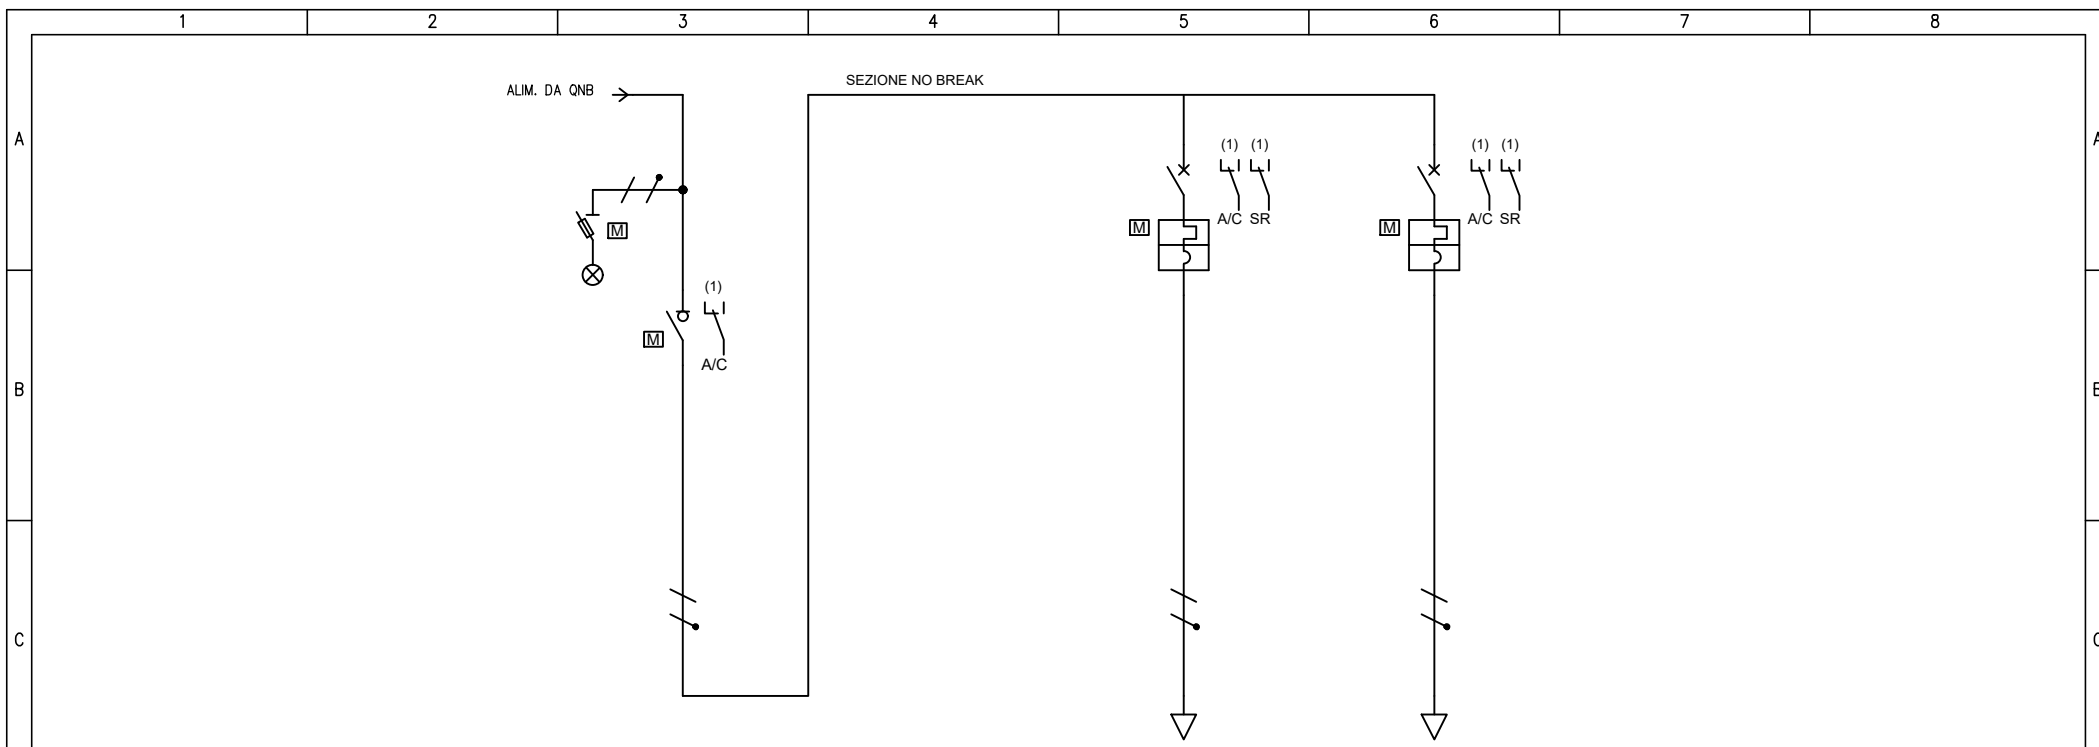 1 2 3 4 5 6 7 8
SEZIONE NO BREAK
ALIM. DA QNB
A A
(1) (1) (1) (1)
A/C SR A/C SR
M M M
(1)
M
A/C
B B
C C